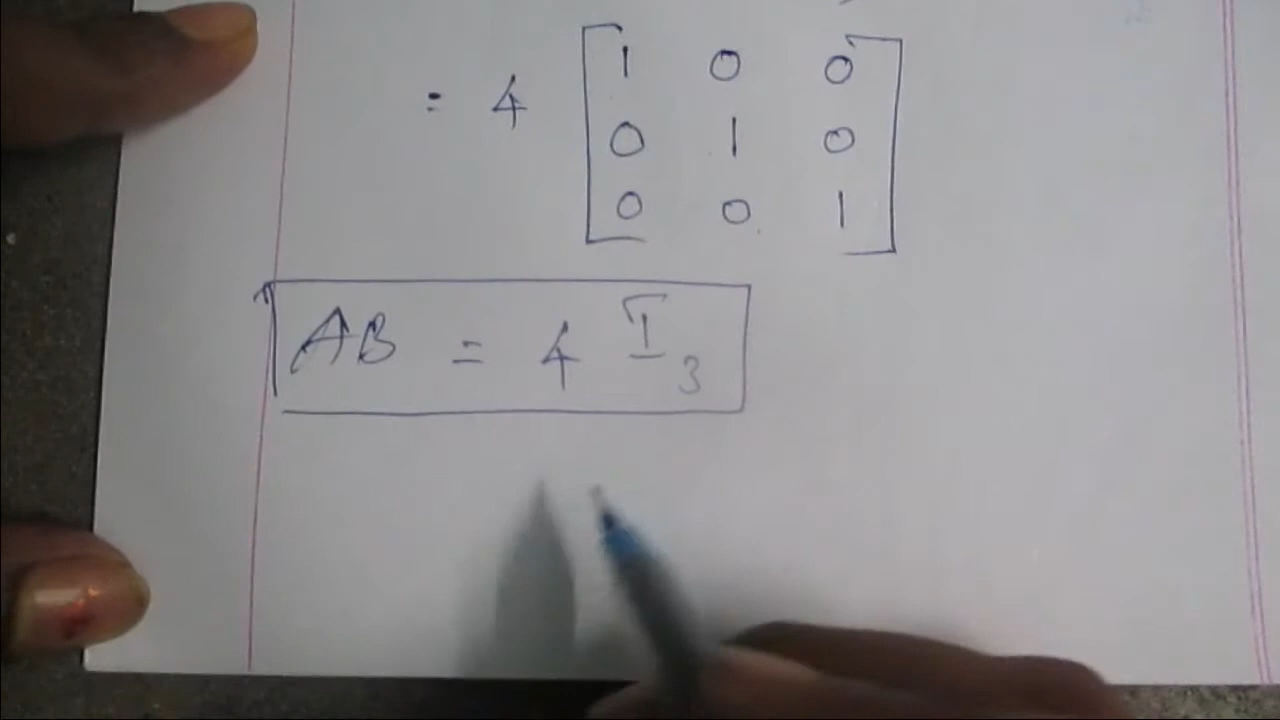 = 4 [ 1 0 0
0 1 0
0 0 1 ]
AB = 4 I₃